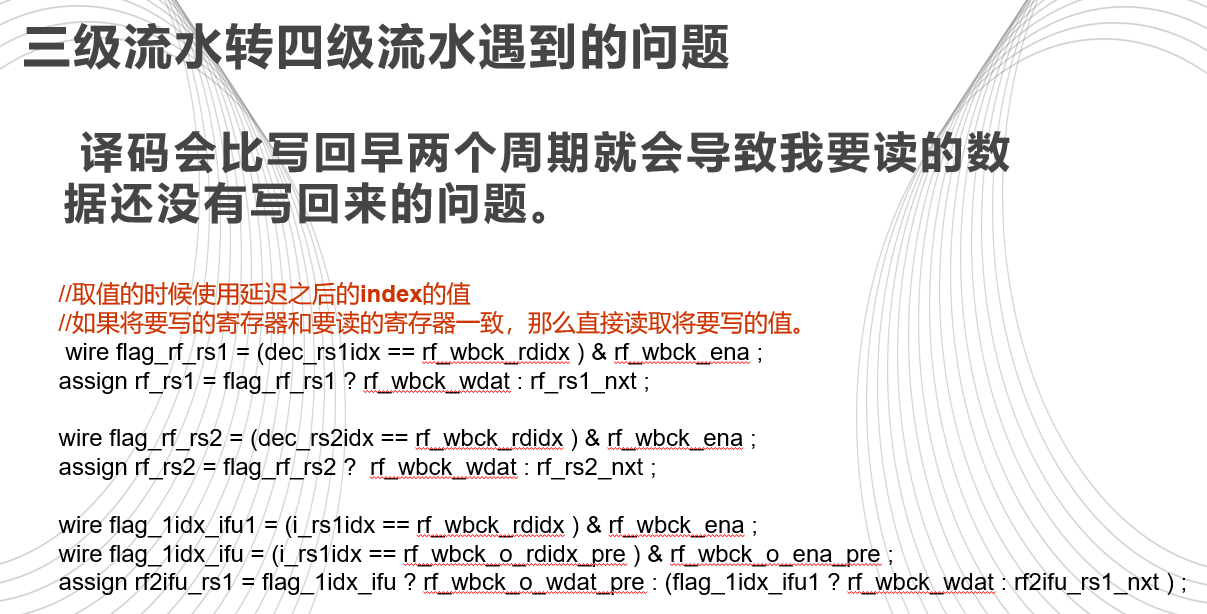 三级流水转四级流水遇到的问题
译码会比写回早两个周期就会导致我要读的数
据还没有写回来的问题。
//取值的时候使用延迟之后的index的值
//如果将要写的寄存器和要读的寄存器一致，那么直接读取将要写的值。
wire flag_rf_rs1 = (dec_rs1idx == rf_wbck_rdidx ) & rf_wbck_ena ;
assign rf_rs1 = flag_rf_rs1 ? rf_wbck_wdat : rf_rs1_nxt ;
wire flag_rf_rs2 = (dec_rs2idx == rf_wbck_rdidx ) & rf_wbck_ena ;
assign rf_rs2 = flag_rf_rs2 ?  rf_wbck_wdat : rf_rs2_nxt ;
wire flag_1idx_ifu1 = (i_rs1idx == rf_wbck_rdidx ) & rf_wbck_ena ;
wire flag_1idx_ifu = (i_rs1idx == rf_wbck_o_rdidx_pre ) & rf_wbck_o_ena_pre ;
assign rf2ifu_rs1 = flag_1idx_ifu ? rf_wbck_o_wdat_pre : (flag_1idx_ifu1 ? rf_wbck_wdat : rf2ifu_rs1_nxt ) ;